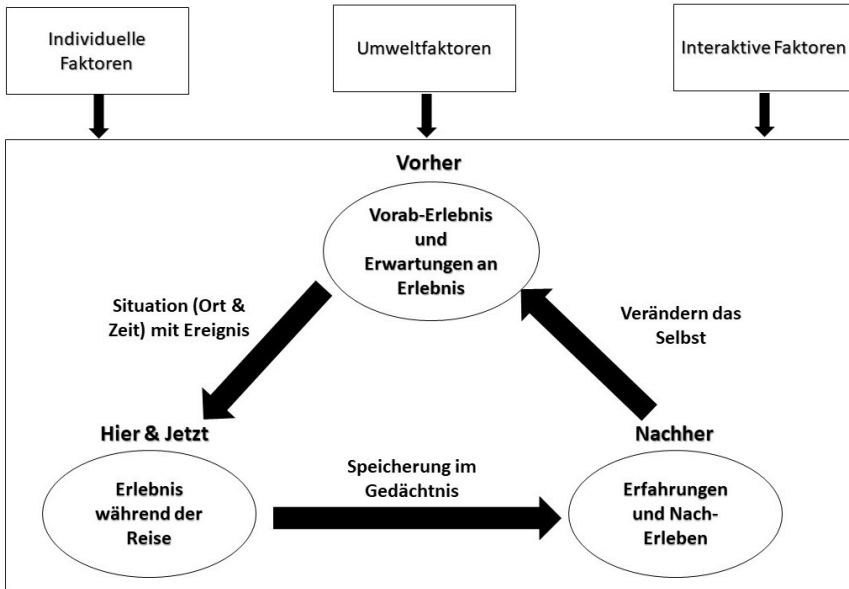 Individuelle
Faktoren
Umweltfaktoren
Interaktive Faktoren
Vorher
Vorab-Erlebnis
und
Erwartungen an
Erlebnis
Situation (Ort &
Zeit) mit Ereignis
Verändern das
Selbst
Hier & Jetzt
Nachher
Erlebnis
während der
Reise
Speicherung im
Gedächtnis
Erfahrungen
und Nach-
Erleben